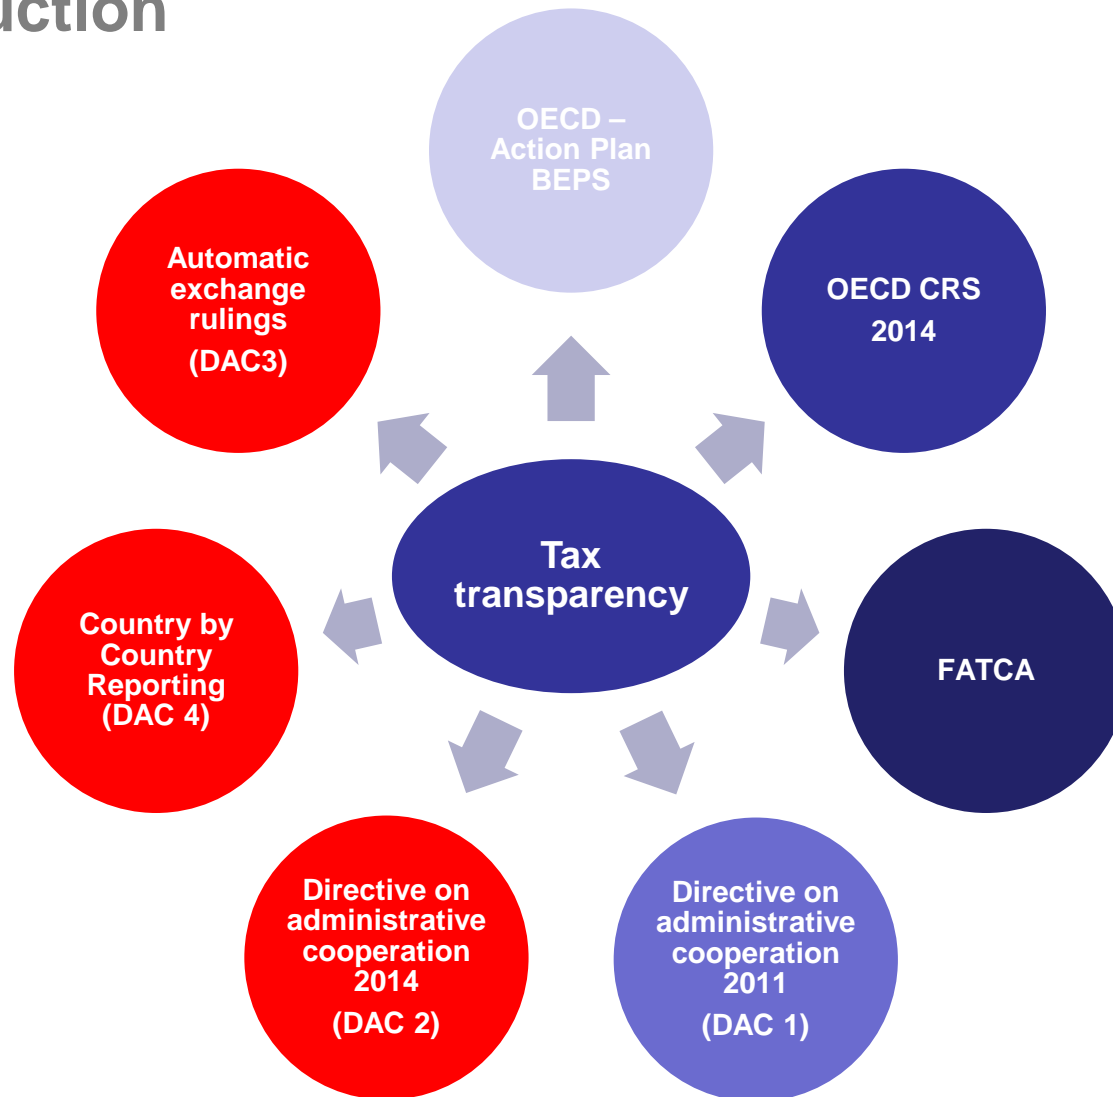 OECD –
Action Plan
BEPS
OECD CRS
2014
FATCA
Directive on
administrative
cooperation
2011
(DAC 1)
Directive on
administrative
cooperation
2014
(DAC 2)
Country by
Country
Reporting
(DAC 4)
Automatic
exchange
rulings
(DAC3)
Tax
transparency